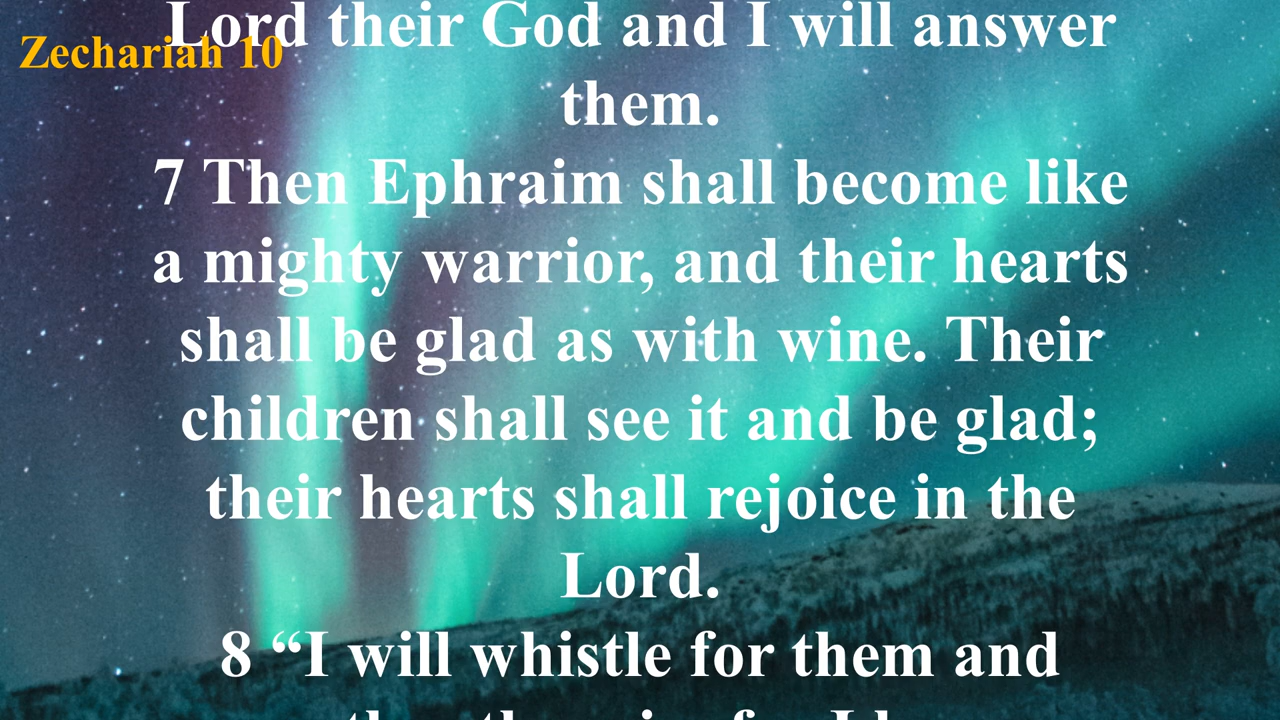 Zechariah 10
Lord their God and I will answer
them.
7 Then Ephraim shall become like
a mighty warrior, and their hearts
shall be glad as with wine. Their
children shall see it and be glad;
their hearts shall rejoice in the
Lord.
8 “I will whistle for them and